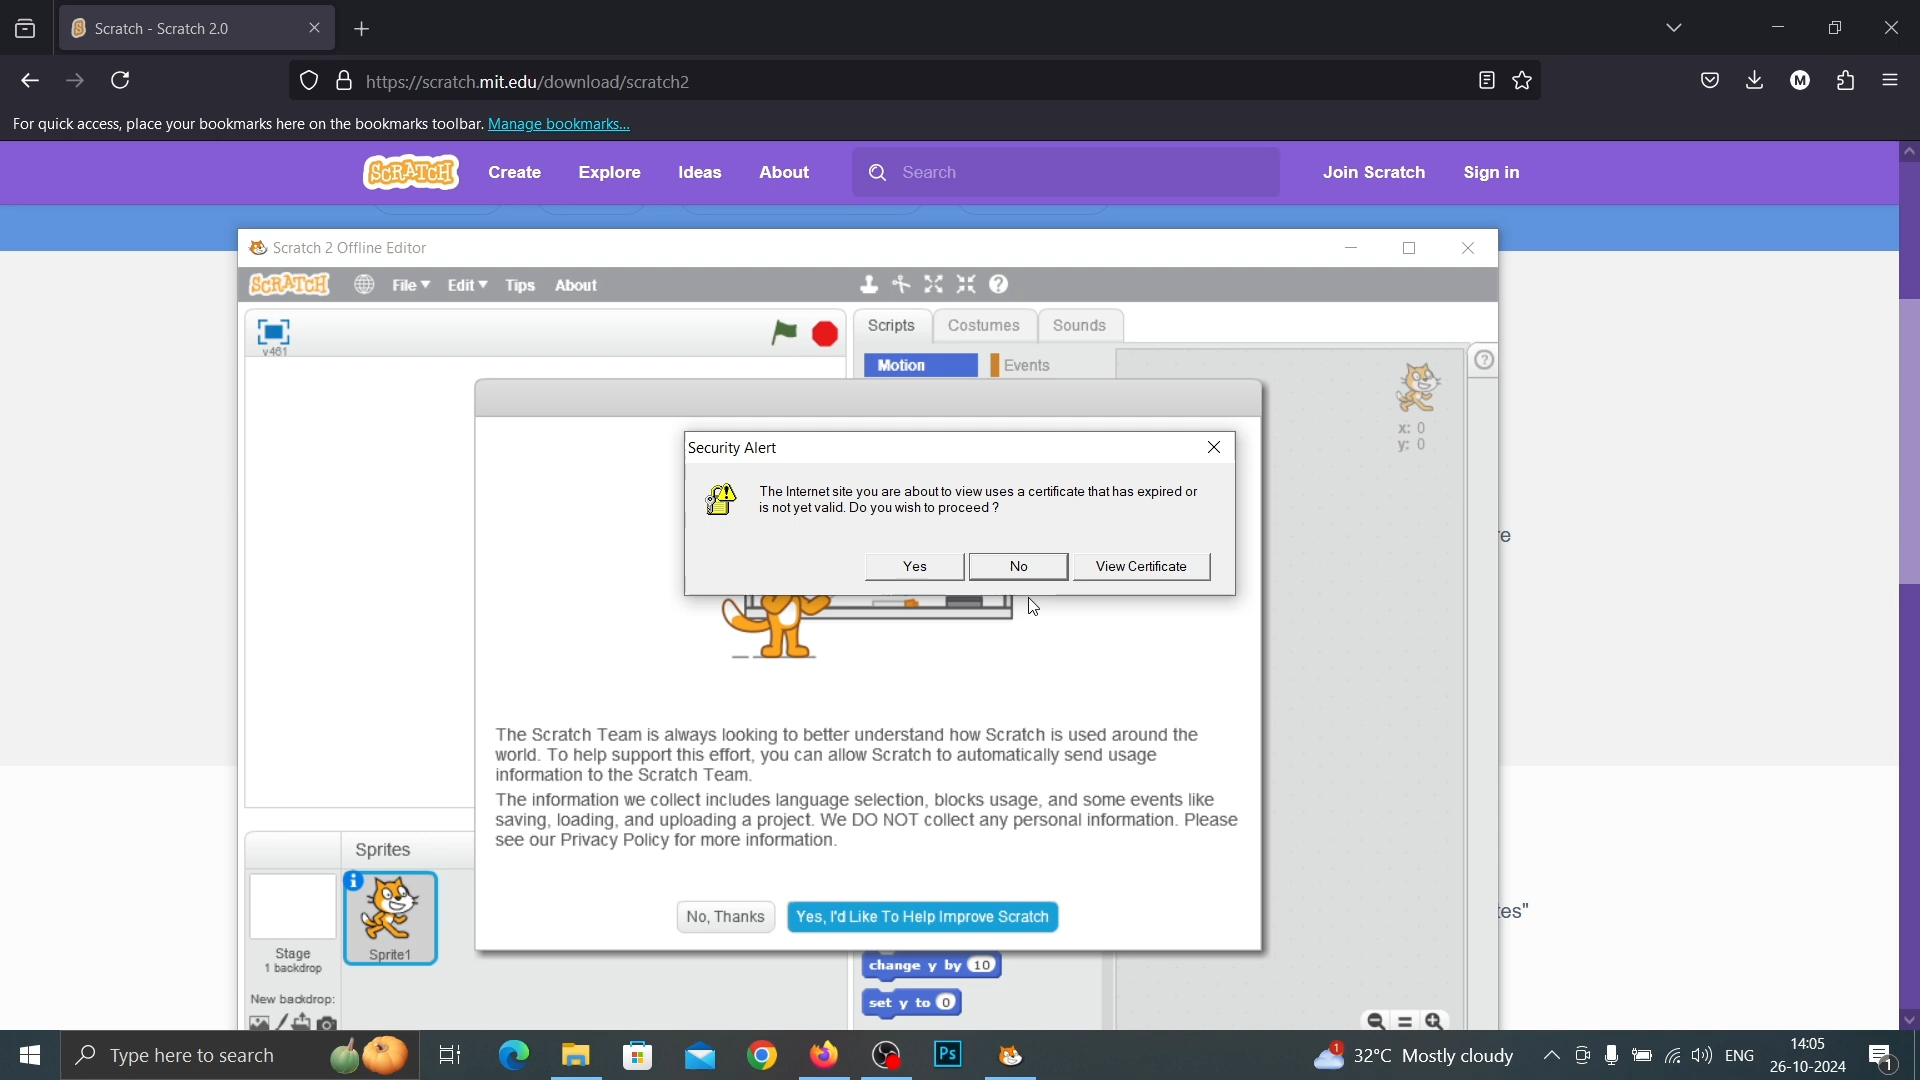 Scratch - Scratch 2.0
https://scratch.mit.edu/download/scratch2
M
For quick access, place your bookmarks here on the bookmarks toolbar. Manage bookmarks...
SCRATCH Create Explore Ideas About Search Join Scratch Sign in
Scratch 2 Offline Editor
SCRATCH File Edit Tips About
v461
Scripts Costumes Sounds
Motion Events
x: 0
y: 0
Security Alert
The Internet site you are about to view uses a certificate that has expired or
is not yet valid. Do you wish to proceed ?
Yes No View Certificate
The Scratch Team is always looking to better understand how Scratch is used around the
world. To help support this effort, you can allow Scratch to automatically send usage
information to the Scratch Team.
The information we collect includes language selection, blocks usage, and some events like
saving, loading, and uploading a project. We DO NOT collect any personal information. Please
see our Privacy Policy for more information.
No, Thanks Yes, I'd Like To Help Improve Scratch
Sprites
Stage
1 backdrop
Sprite1
New backdrop:
change y by 10
set y to 0
re
tes"
Type here to search
Ps
1
32°C Mostly cloudy
ENG
14:05
26-10-2024
1